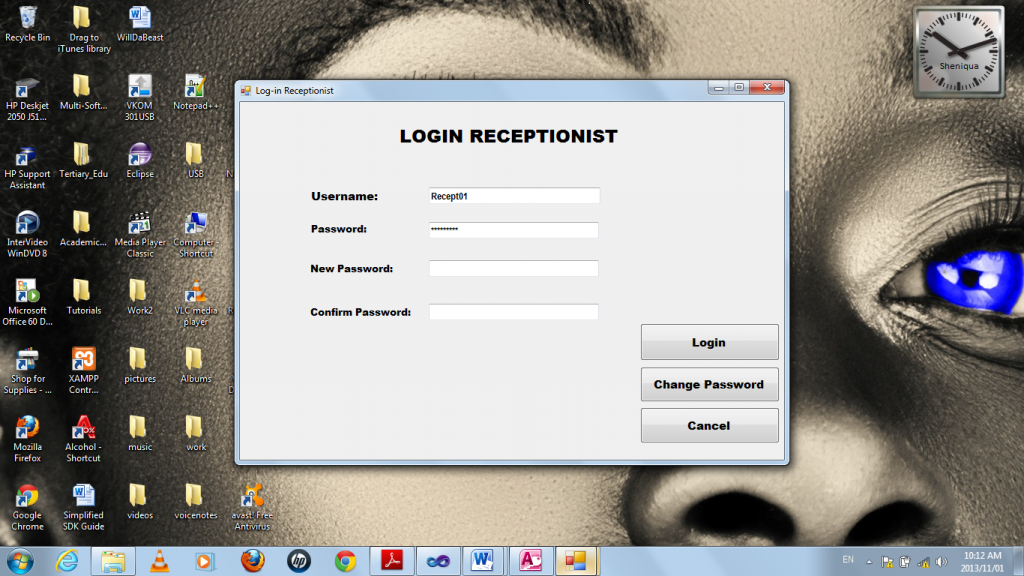 Recycle Bin
Drag to
iTunes library
WillDaBeast
HP Deskjet
2050 J51...
Multi-Soft...
VKOM
301USB
Notepad++
HP Support
Assistant
Tertiary_Edu
Eclipse
USB
InterVideo
WinDVD 8
Academic...
Media Player
Classic
Computer -
Shortcut
Microsoft
Office 60 D...
Tutorials
Work2
VLC media
player
Shop for
Supplies - ...
XAMPP
Contr...
pictures
Albums
Mozilla
Firefox
Alcohol -
Shortcut
music
work
Google
Chrome
Simplified
SDK Guide
videos
voicenotes
avast! Free
Antivirus
Log-in Receptionist
LOGIN RECEPTIONIST
Username:
Recept01
Password:
*********
New Password:
Confirm Password:
Login
Change Password
Cancel
Sheniqua
EN
10:12 AM
2013/11/01